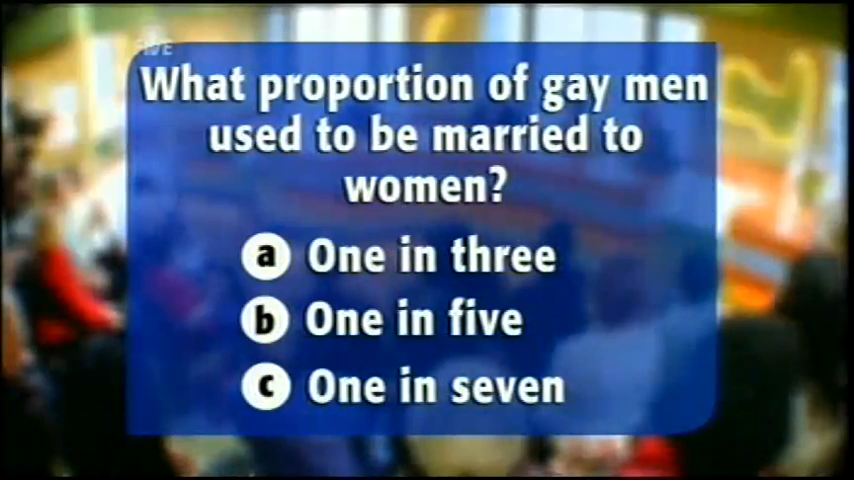 FIVE
What proportion of gay men
used to be married to
women?
a One in three
b One in five
c One in seven